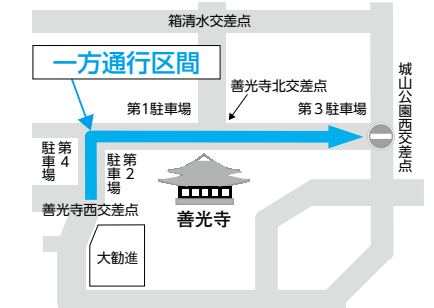 箱清水交差点
一方通行区間
善光寺北交差点
第1駐車場
第３駐車場
城山公園西交差点
第４
駐車場
第２
駐車場
善光寺西交差点
善光寺
大勧進